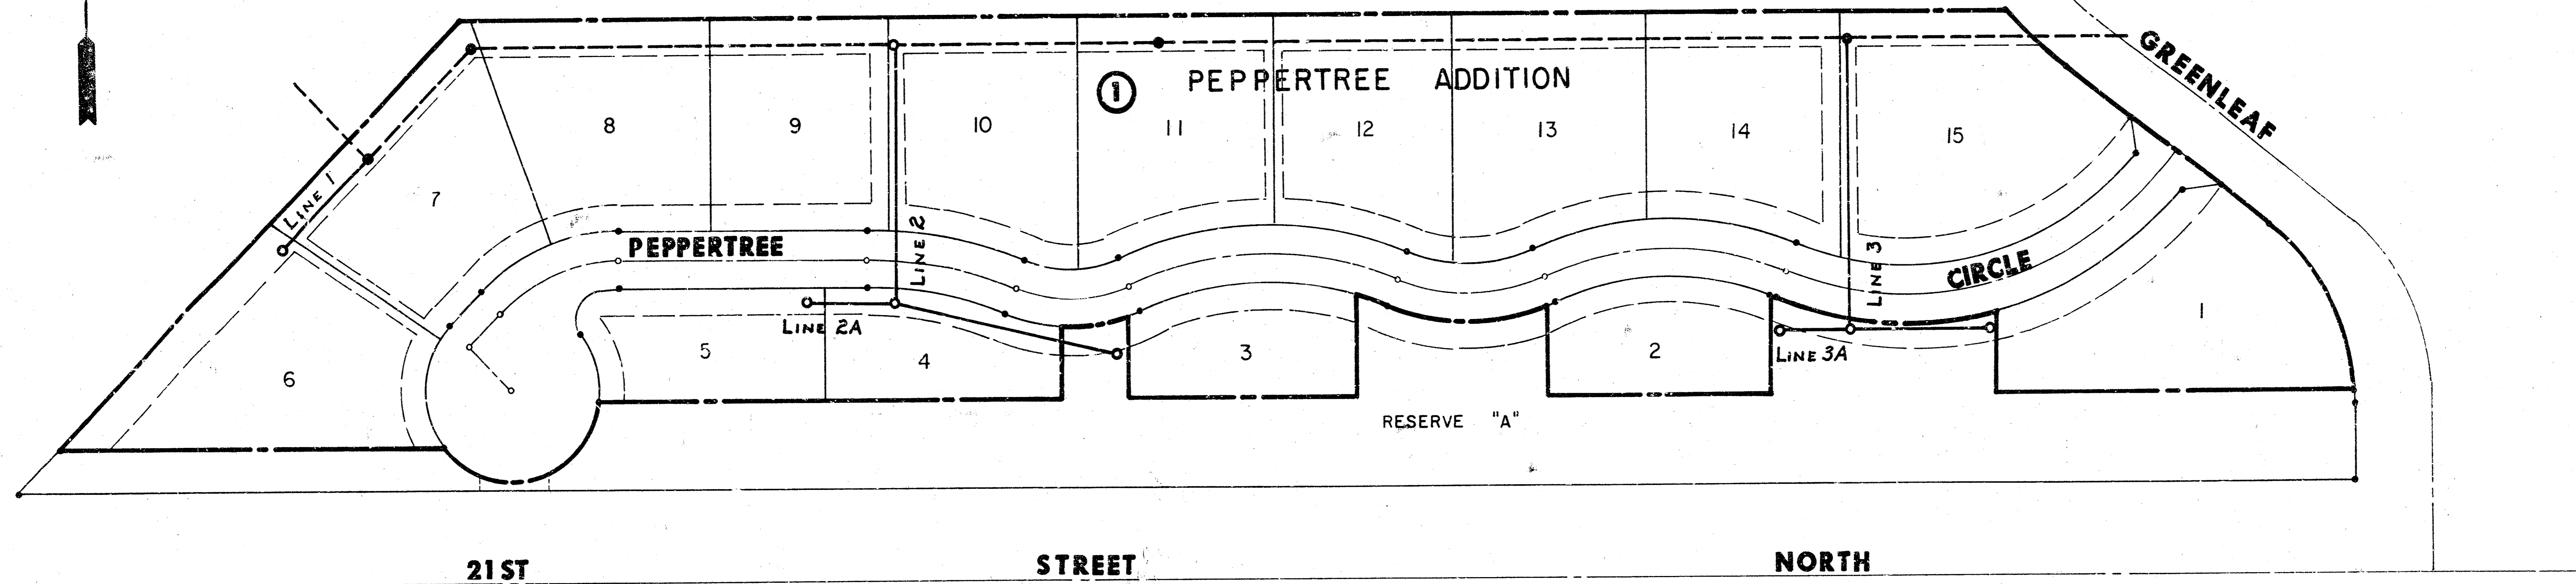 GREENLEAF
① PEPPERTREE ADDITION
8
9
10
11
12
13
14
15
7
LINE 1
PEPPERTREE
LINE 2
LINE 3
CIRCLE
LINE 2A
LINE 3A
6
5
4
3
2
1
RESERVE "A"
21ST STREET NORTH